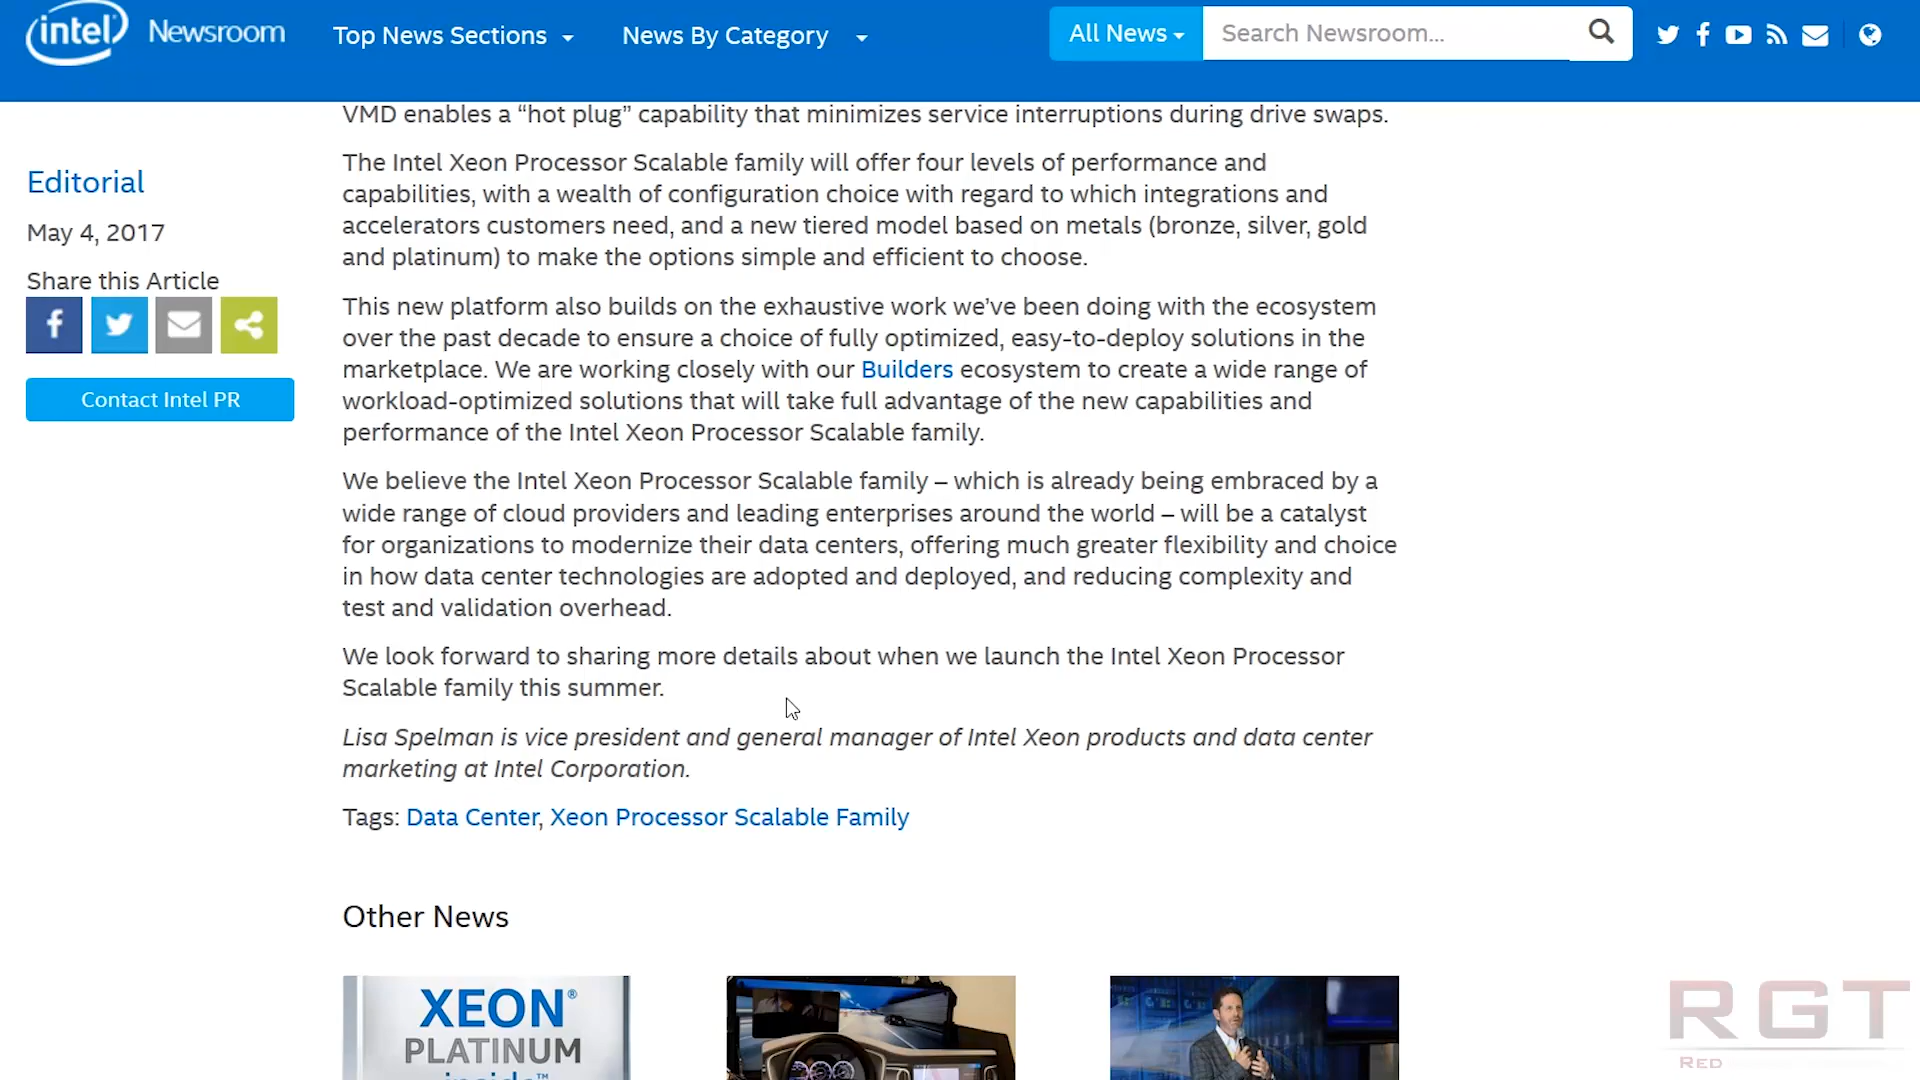 intel Newsroom Top News Sections News By Category All News Search Newsroom...
VMD enables a “hot plug” capability that minimizes service interruptions during drive swaps.
Editorial
May 4, 2017
Share this Article
Contact Intel PR
The Intel Xeon Processor Scalable family will offer four levels of performance and
capabilities, with a wealth of configuration choice with regard to which integrations and
accelerators customers need, and a new tiered model based on metals (bronze, silver, gold
and platinum) to make the options simple and efficient to choose.
This new platform also builds on the exhaustive work we’ve been doing with the ecosystem
over the past decade to ensure a choice of fully optimized, easy-to-deploy solutions in the
marketplace. We are working closely with our Builders ecosystem to create a wide range of
workload-optimized solutions that will take full advantage of the new capabilities and
performance of the Intel Xeon Processor Scalable family.
We believe the Intel Xeon Processor Scalable family – which is already being embraced by a
wide range of cloud providers and leading enterprises around the world – will be a catalyst
for organizations to modernize their data centers, offering much greater flexibility and choice
in how data center technologies are adopted and deployed, and reducing complexity and
test and validation overhead.
We look forward to sharing more details about when we launch the Intel Xeon Processor
Scalable family this summer.
Lisa Spelman is vice president and general manager of Intel Xeon products and data center
marketing at Intel Corporation.
Tags: Data Center, Xeon Processor Scalable Family
Other News
XEON®
PLATINUM
inside™
RGT
RED